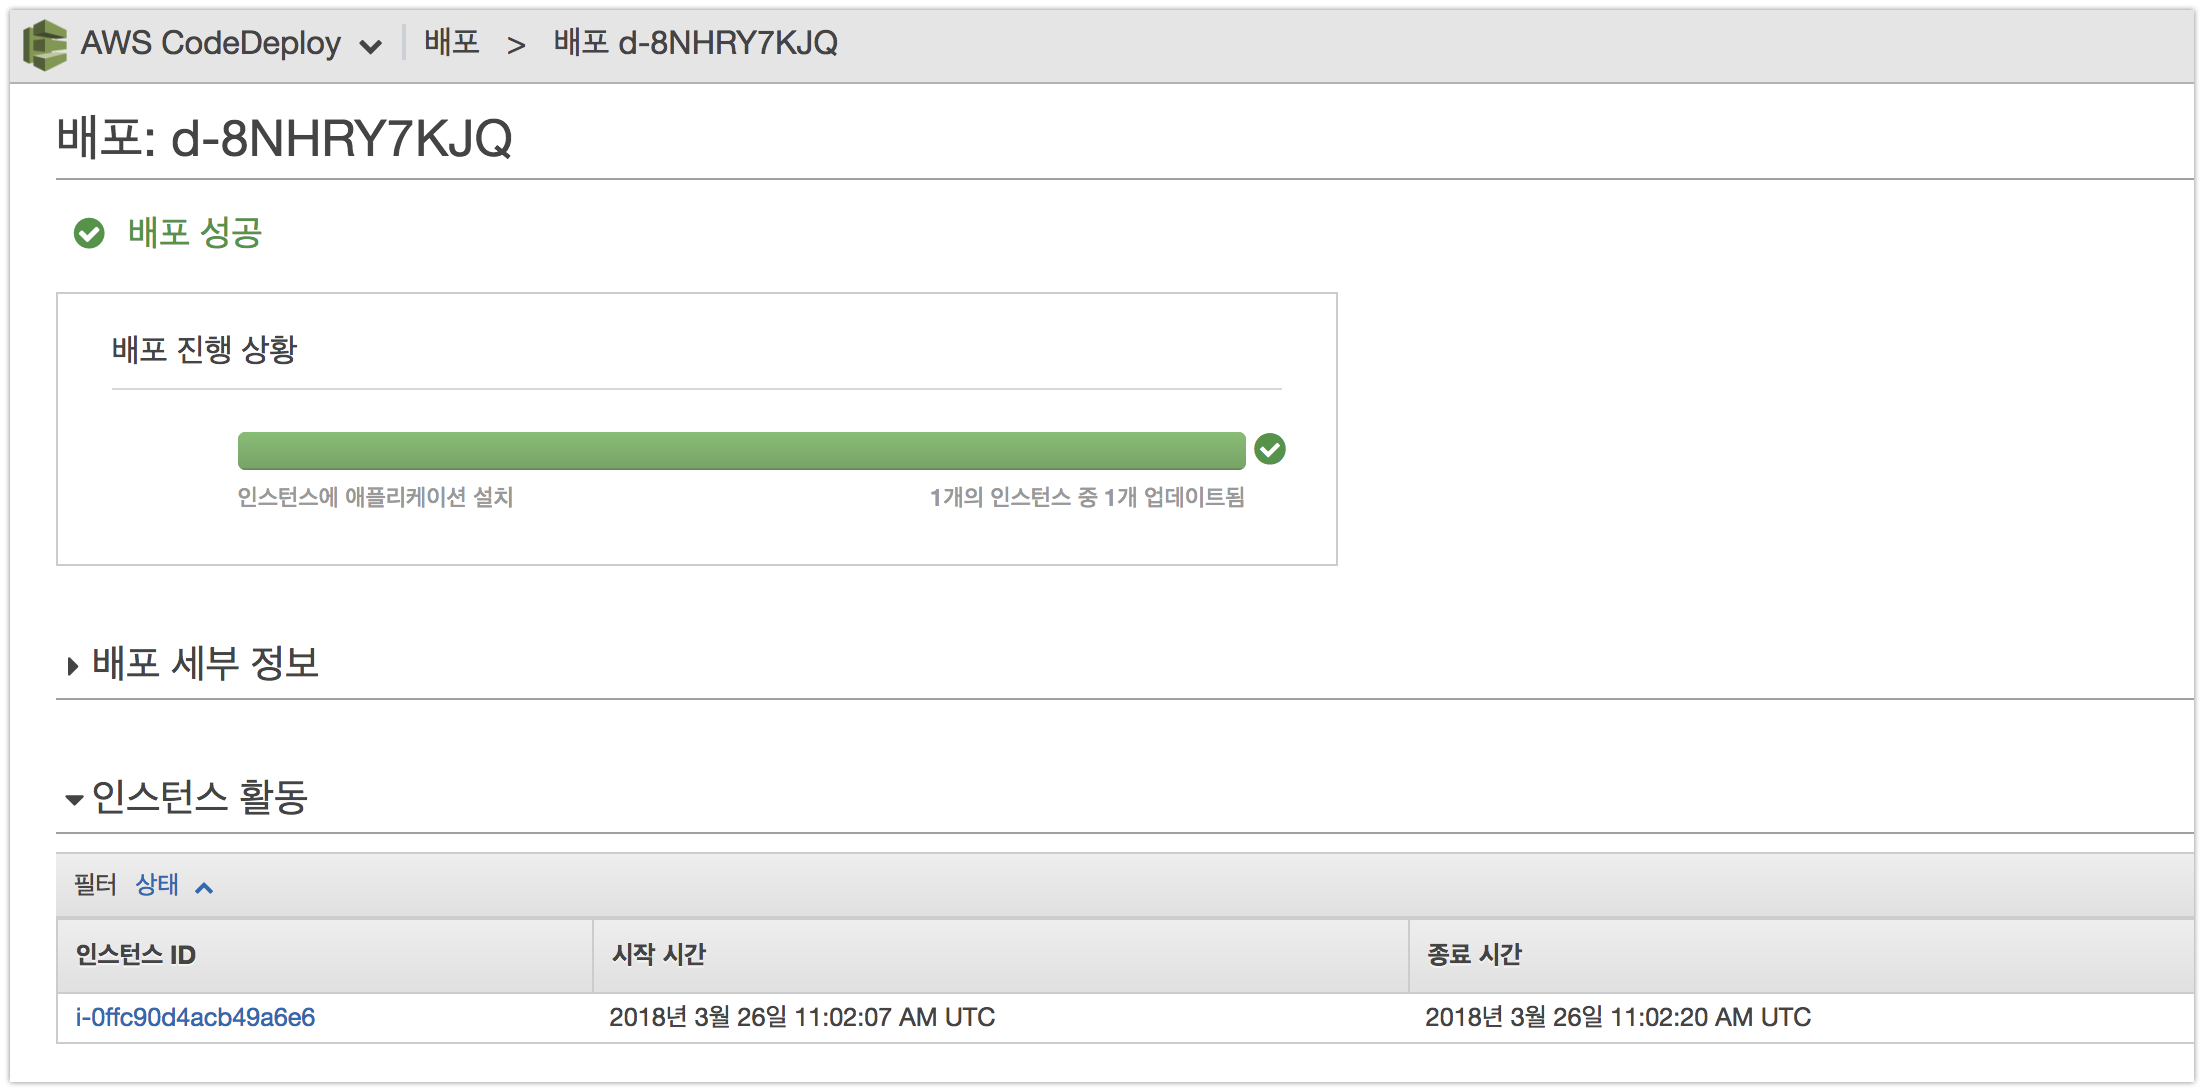 AWS CodeDeploy 배포 > 배포 d-8NHRY7KJQ
배포: d-8NHRY7KJQ
배포 성공
배포 진행 상황
인스턴스에 애플리케이션 설치 1개의 인스턴스 중 1개 업데이트됨
배포 세부 정보
인스턴스 활동
필터 상태
인스턴스 ID 시작 시간 종료 시간
i-0ffc90d4acb49a6e6 2018년 3월 26일 11:02:07 AM UTC 2018년 3월 26일 11:02:20 AM UTC